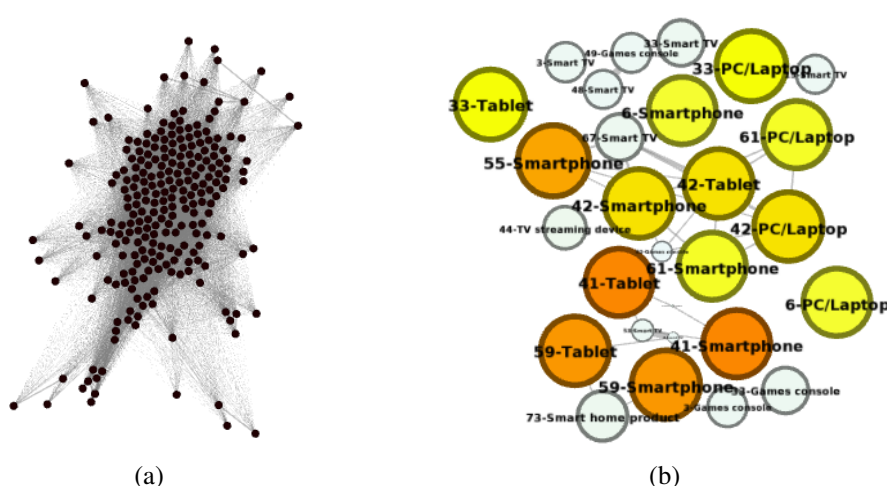 33-Smart TV
49-Games console
3-Smart TV
33-PC/Laptop
48-Smart TV
33-Tablet
6-Smartphone
61-PC/Laptop
67-Smart TV
55-Smartphone
42-Tablet
42-Smartphone
44-TV streaming device
42-PC/Laptop
61-Smartphone
41-Tablet
6-PC/Laptop
59-Tablet
41-Smartphone
59-Smartphone
33-Games console
3-Games console
73-Smart home product
(a)
(b)